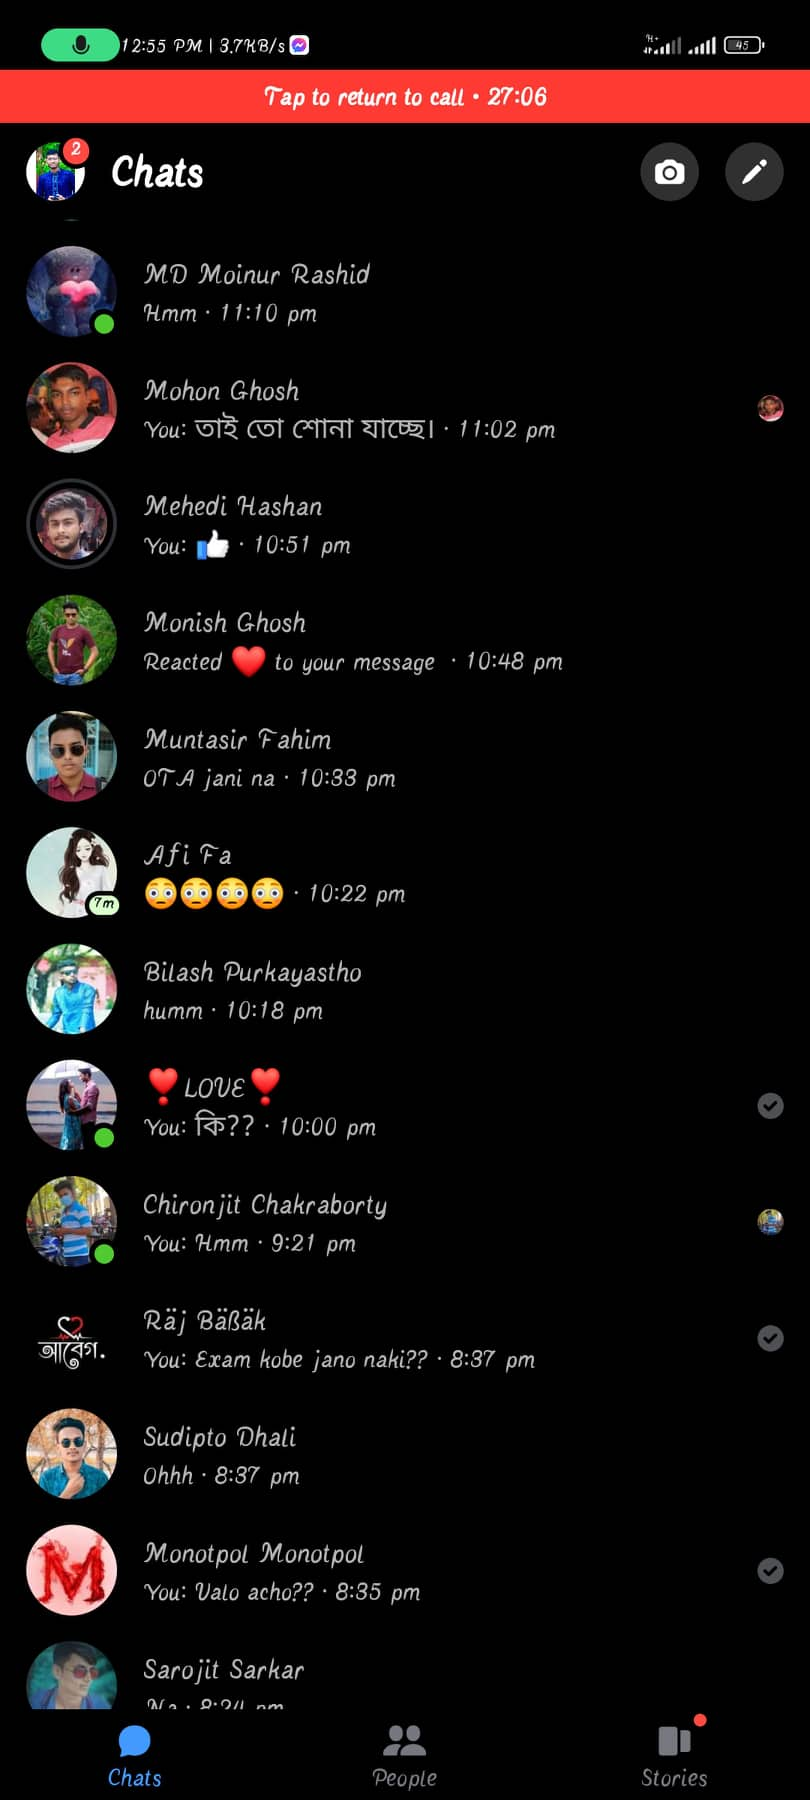 12:55 PM | 3.7KB/s
H+
45
Tap to return to call • 27:06
2
Chats
MD Moinur Rashid
Hmm · 11:10 pm
Mohon Ghosh
You: তাই তো শোনা যাচ্ছে। · 11:02 pm
Mehedi Hashan
You: 👍 · 10:51 pm
Monish Ghosh
Reacted ❤️ to your message · 10:48 pm
Muntasir Fahim
OTA jani na · 10:33 pm
Afi Fa
7m
😳😳😳😳 · 10:22 pm
Bilash Purkayastho
humm · 10:18 pm
❣️LOVE❣️
You: কি?? · 10:00 pm
Chironjit Chakraborty
You: Hmm · 9:21 pm
Räj Bäßäk
আবেগ.
You: Exam kobe jano naki?? · 8:37 pm
Sudipto Dhali
Ohhh · 8:37 pm
Monotpol Monotpol
M
You: Valo acho?? · 8:35 pm
Sarojit Sarkar
Na · 8:24 pm
Chats
People
Stories